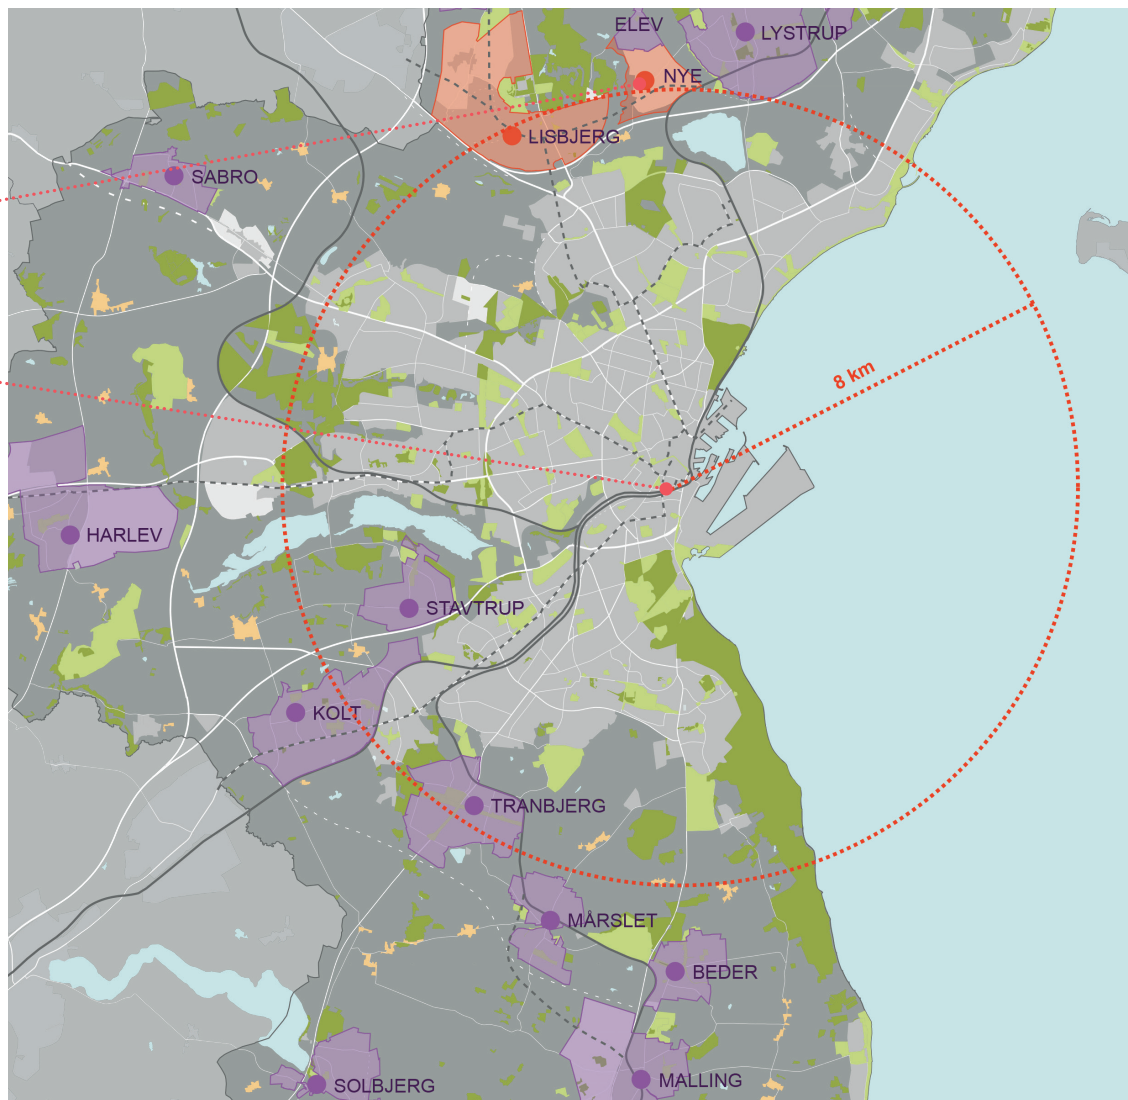 ELEV
LYSTRUP
NYE
LISBJERG
SABRO
8 km
HARLEV
STAVTRUP
KOLT
TRANBJERG
MÅRSLET
BEDER
MALLING
SOLBJERG